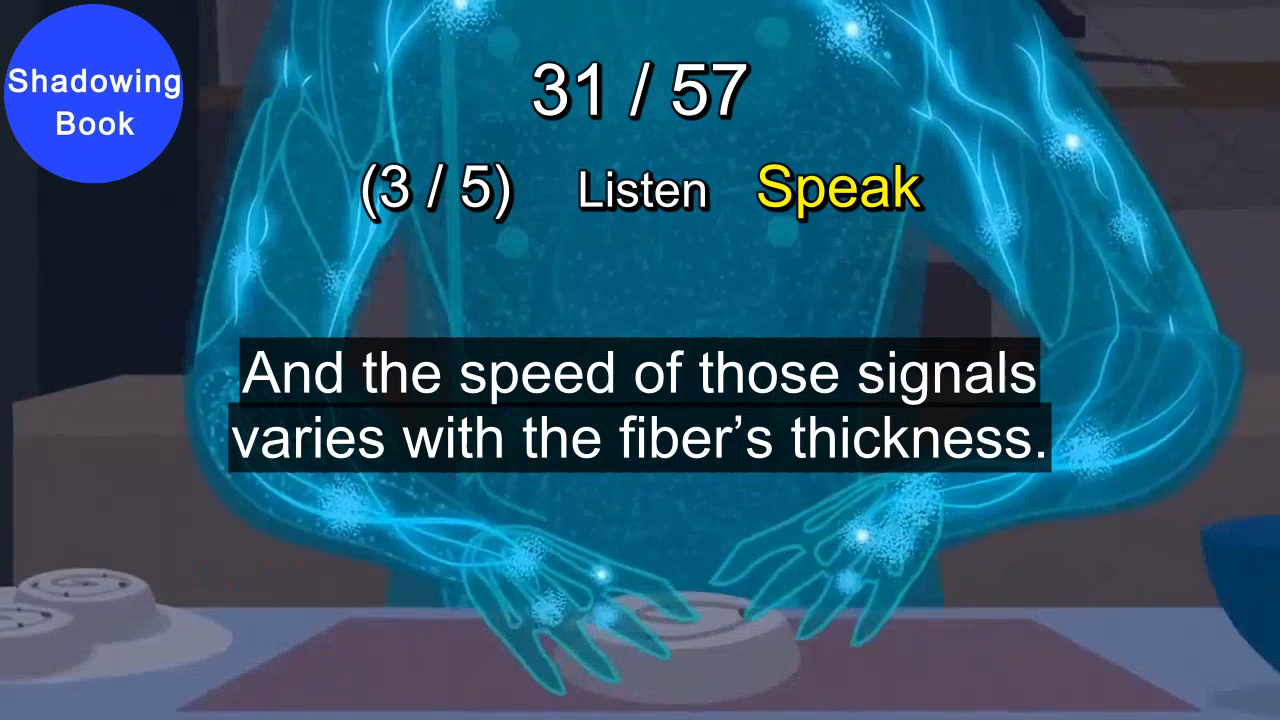 Shadowing
Book
31 / 57
(3 / 5) Listen Speak
And the speed of those signals
varies with the fiber’s thickness.